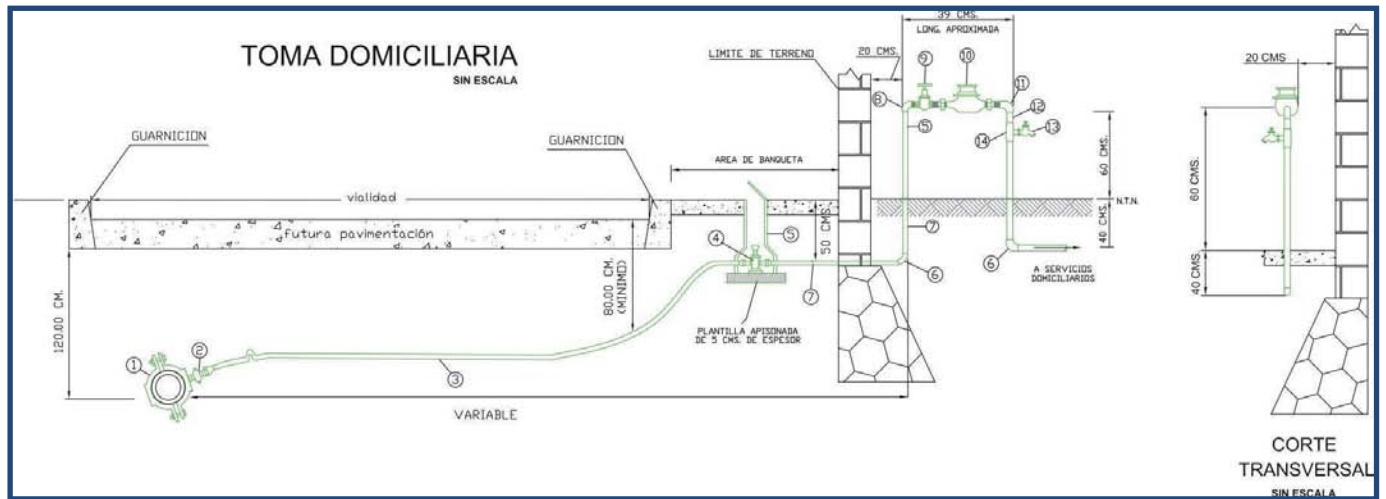 TOMA DOMICILIARIA
SIN ESCALA
39 CMS.
LONG. APROXIMADA
LIMITE DE TERRENO
20 CMS.
9
10
8
11
12
5
14
13
60 CMS.
GUARNICION
GUARNICION
AREA DE BANQUETA
vialidad
futura pavimentación
N.T.N.
40 CMS.
50 CMS.
4
5
7
6
6
7
A SERVICIOS
DOMICILIARIOS
80.00 CM.
(MINIMO)
120.00 CM.
PLANTILLA APISONADA
DE 5 CMS. DE ESPESOR
1
2
3
VARIABLE
20 CMS
60 CMS.
40 CMS.
CORTE
TRANSVERSAL
SIN ESCALA